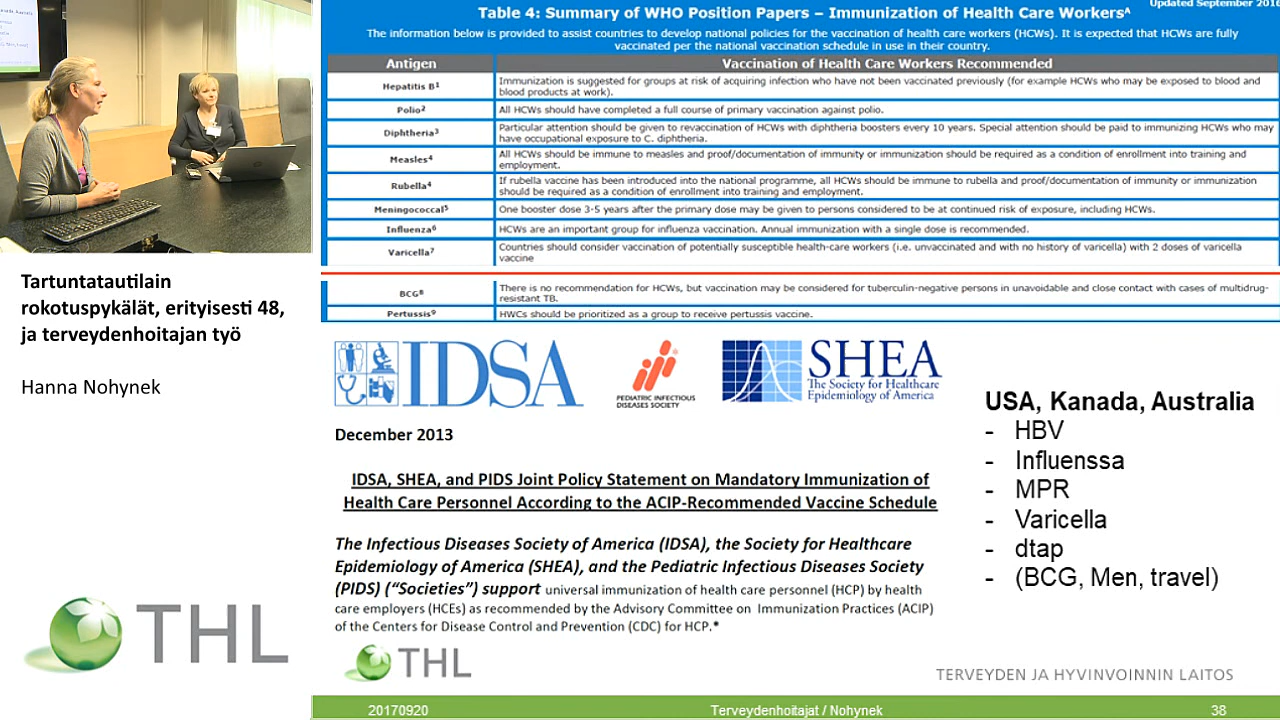 Table 4: Summary of WHO Position Papers – Immunization of Health Care Workersᴬ
Updated September 2016
The information below is provided to assist countries to develop national policies for the vaccination of health care workers (HCWs). It is expected that HCWs are fully
vaccinated per the national vaccination schedule in use in their country.
Antigen
Vaccination of Health Care Workers Recommended
Hepatitis B¹
Immunization is suggested for groups at risk of acquiring infection who have not been vaccinated previously (for example HCWs who may be exposed to blood and
blood products at work).
Polio²
All HCWs should have completed a full course of primary vaccination against polio.
Diphtheria³
Particular attention should be given to revaccination of HCWs with diphtheria boosters every 10 years. Special attention should be paid to immunizing HCWs who may
have occupational exposure to C. diphtheria.
Measles⁴
All HCWs should be immune to measles and proof/documentation of immunity or immunization should be required as a condition of enrollment into training and
employment.
Rubella⁴
If rubella vaccine has been introduced into the national programme, all HCWs should be immune to rubella and proof/documentation of immunity or immunization
should be required as a condition of enrollment into training and employment.
Meningococcal⁵
One booster dose 3-5 years after the primary dose may be given to persons considered to be at continued risk of exposure, including HCWs.
Influenza⁶
HCWs are an important group for influenza vaccination. Annual immunization with a single dose is recommended.
Varicella⁷
Countries should consider vaccination of potentially susceptible health-care workers (i.e. unvaccinated and with no history of varicella) with 2 doses of varicella
vaccine
BCG⁸
There is no recommendation for HCWs, but vaccination may be considered for tuberculin-negative persons in unavoidable and close contact with cases of multidrug-
resistant TB.
Pertussis⁹
HWCs should be prioritized as a group to receive pertussis vaccine.
Tartuntatautilain
rokotuspykälät, erityisesti 48,
ja terveydenhoitajan työ
Hanna Nohynek
THL
IDSA
PEDIATRIC INFECTIOUS
DISEASES SOCIETY
SHEA
The Society for Healthcare
Epidemiology of America
December 2013
IDSA, SHEA, and PIDS Joint Policy Statement on Mandatory Immunization of
Health Care Personnel According to the ACIP-Recommended Vaccine Schedule
The Infectious Diseases Society of America (IDSA), the Society for Healthcare
Epidemiology of America (SHEA), and the Pediatric Infectious Diseases Society
(PIDS) (“Societies”) support universal immunization of health care personnel (HCP) by health
care employers (HCEs) as recommended by the Advisory Committee on Immunization Practices (ACIP)
of the Centers for Disease Control and Prevention (CDC) for HCP.*
USA, Kanada, Australia
- HBV
- Influenssa
- MPR
- Varicella
- dtap
- (BCG, Men, travel)
THL
TERVEYDEN JA HYVINVOINNIN LAITOS
20170920
Terveydenhoitajat / Nohynek
38